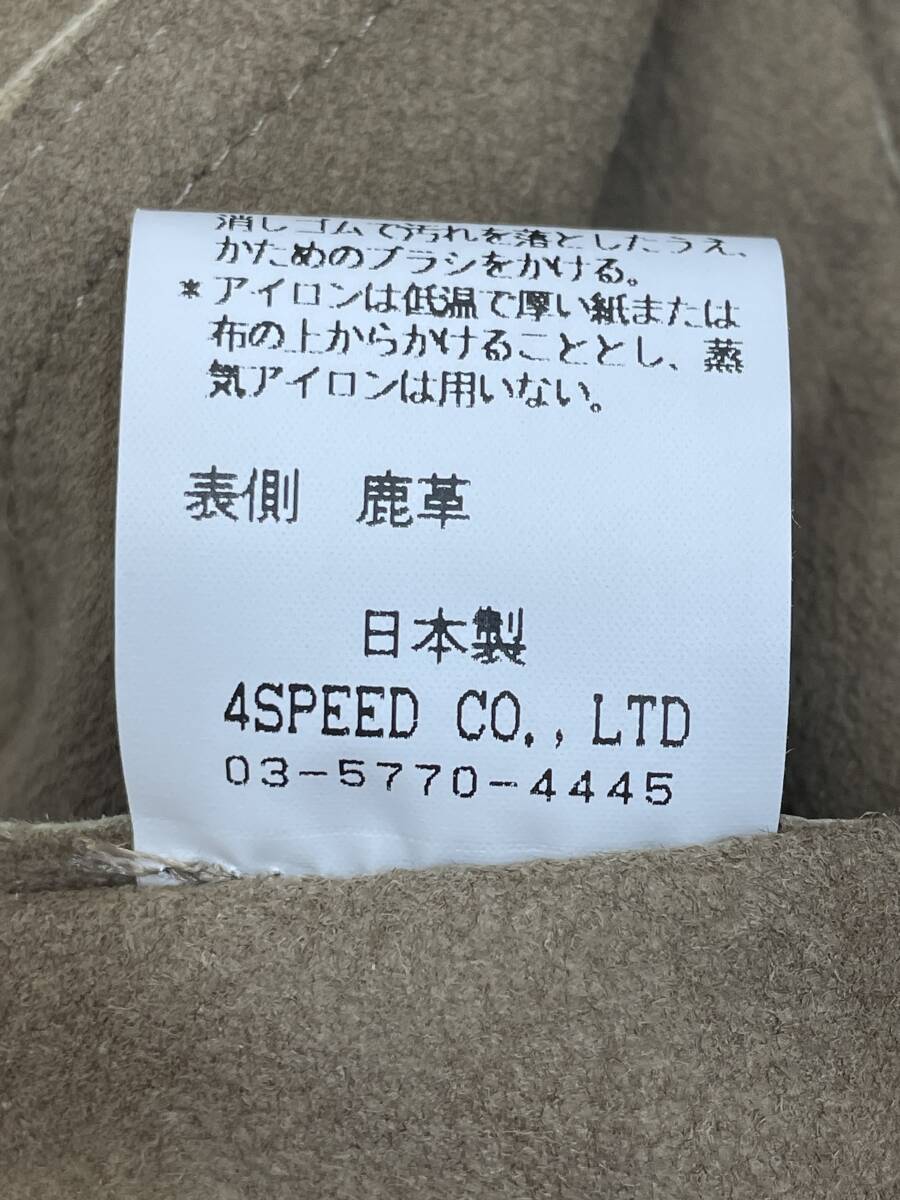 消しゴムで汚れを落としたうえ、
かためのブラシをかける。
*アイロンは低温で厚い紙または
布の上からかけることとし、蒸
気アイロンは用いない。
表側 鹿革
日本製
4SPEED CO.,LTD
03-5770-4445